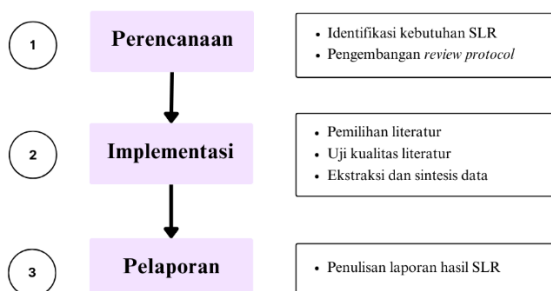 1
Perencanaan
• Identifikasi kebutuhan SLR
• Pengembangan review protocol
2
Implementasi
• Pemilihan literatur
• Uji kualitas literatur
• Ekstraksi dan sintesis data
3
Pelaporan
• Penulisan laporan hasil SLR